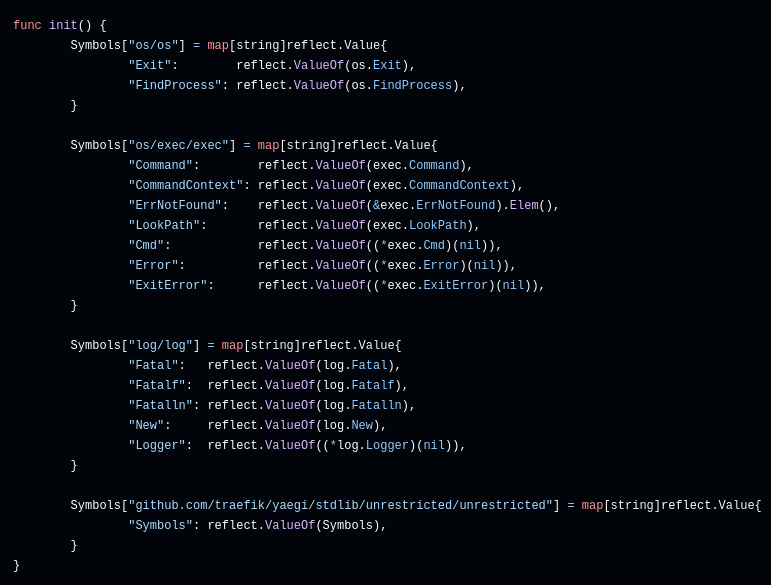 func init() {
	Symbols["os/os"] = map[string]reflect.Value{
		"Exit":        reflect.ValueOf(os.Exit),
		"FindProcess": reflect.ValueOf(os.FindProcess),
	}

	Symbols["os/exec/exec"] = map[string]reflect.Value{
		"Command":        reflect.ValueOf(exec.Command),
		"CommandContext": reflect.ValueOf(exec.CommandContext),
		"ErrNotFound":    reflect.ValueOf(&exec.ErrNotFound).Elem(),
		"LookPath":       reflect.ValueOf(exec.LookPath),
		"Cmd":            reflect.ValueOf((*exec.Cmd)(nil)),
		"Error":          reflect.ValueOf((*exec.Error)(nil)),
		"ExitError":      reflect.ValueOf((*exec.ExitError)(nil)),
	}

	Symbols["log/log"] = map[string]reflect.Value{
		"Fatal":   reflect.ValueOf(log.Fatal),
		"Fatalf":  reflect.ValueOf(log.Fatalf),
		"Fatalln": reflect.ValueOf(log.Fatalln),
		"New":     reflect.ValueOf(log.New),
		"Logger":  reflect.ValueOf((*log.Logger)(nil)),
	}

	Symbols["github.com/traefik/yaegi/stdlib/unrestricted/unrestricted"] = map[string]reflect.Value{
		"Symbols": reflect.ValueOf(Symbols),
	}
}